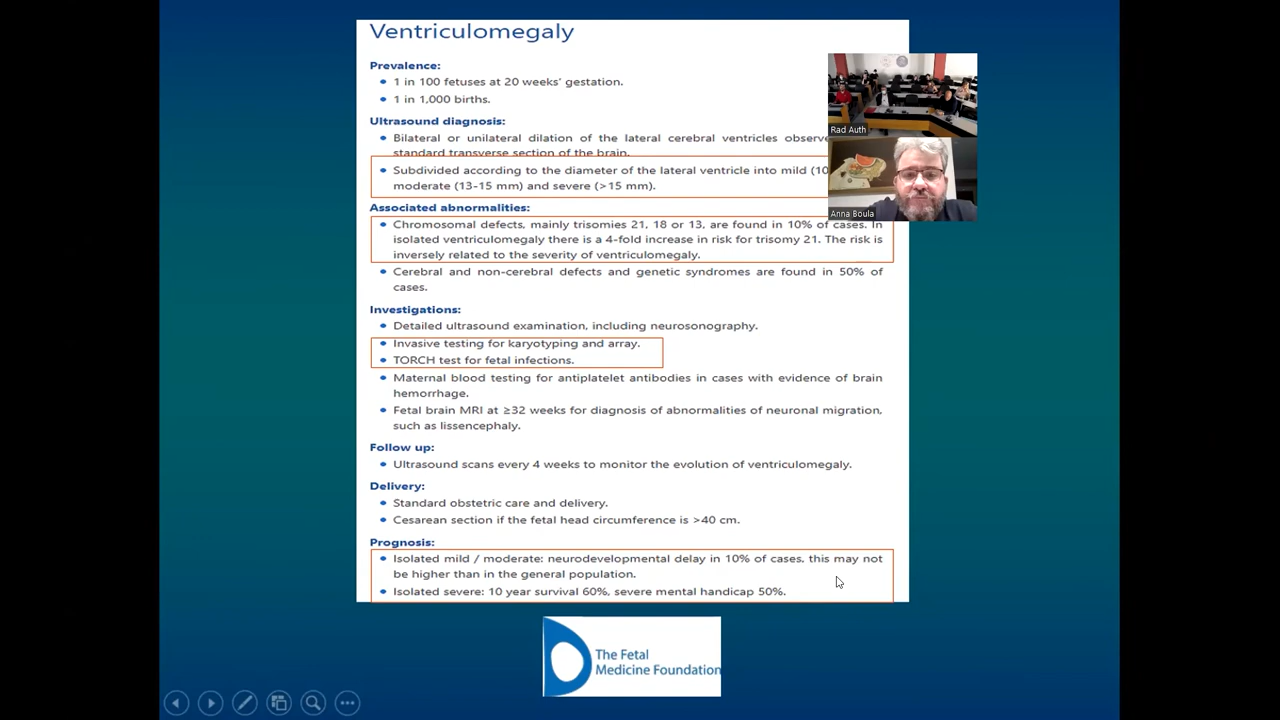 Ventriculomegaly
Prevalence:
1 in 100 fetuses at 20 weeks' gestation.
1 in 1,000 births.
Ultrasound diagnosis:
Bilateral or unilateral dilation of the lateral cerebral ventricles
standard transverse section of the brain.
Subdivided according to the diameter of the lateral ventricle into mild (10
moderate (13-15 mm) and severe (>15 mm).
Associated abnormalities:
Chromosomal defects, mainly trisomies 21, 18 or 13, are found in 10% of cases. In
isolated ventriculomegaly there is a 4-fold increase in risk for trisomy 21. The risk is
inversely related to the severity of ventriculomegaly.
Cerebral and non-cerebral defects and genetic syndromes are found in 50% of
cases.
Investigations:
Detailed ultrasound examination, including neurosonography.
Invasive testing for karyotyping and array.
TORCH test for fetal infections.
Maternal blood testing for antiplatelet antibodies in cases with evidence of brain
hemorrhage.
Fetal brain MRI at ≥32 weeks for diagnosis of abnormalities of neuronal migration,
such as lissencephaly.
Follow up:
Ultrasound scans every 4 weeks to monitor the evolution of ventriculomegaly.
Delivery:
Standard obstetric care and delivery.
Cesarean section if the fetal head circumference is >40 cm.
Prognosis:
Isolated mild / moderate: neurodevelopmental delay in 10% of cases, this may not
be higher than in the general population.
Isolated severe: 10 year survival 60%, severe mental handicap 50%.
Rad Auth
Anna Boula
The Fetal
Medicine Foundation